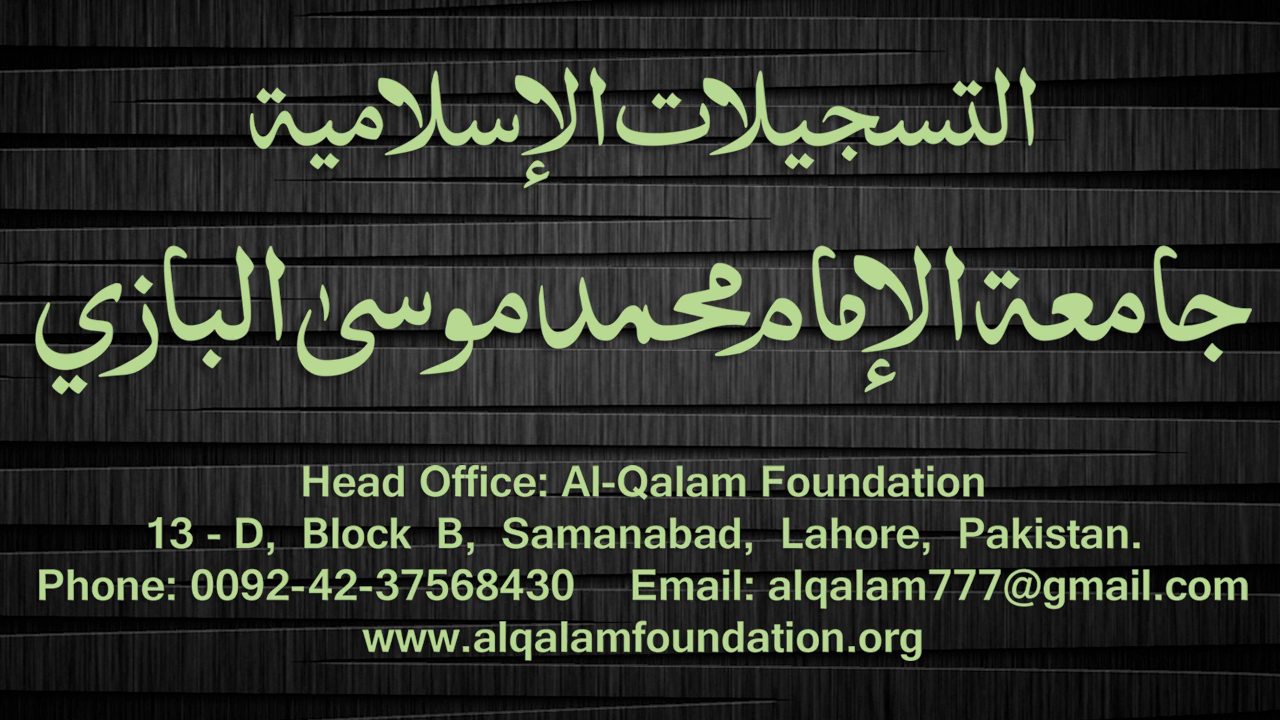 التسجيلات الإسلامية
جامعة الإمام محمد موسىٰ البازي
Head Office: Al-Qalam Foundation
13 - D, Block B, Samanabad, Lahore, Pakistan.
Phone: 0092-42-37568430 Email: alqalam777@gmail.com
www.alqalamfoundation.org